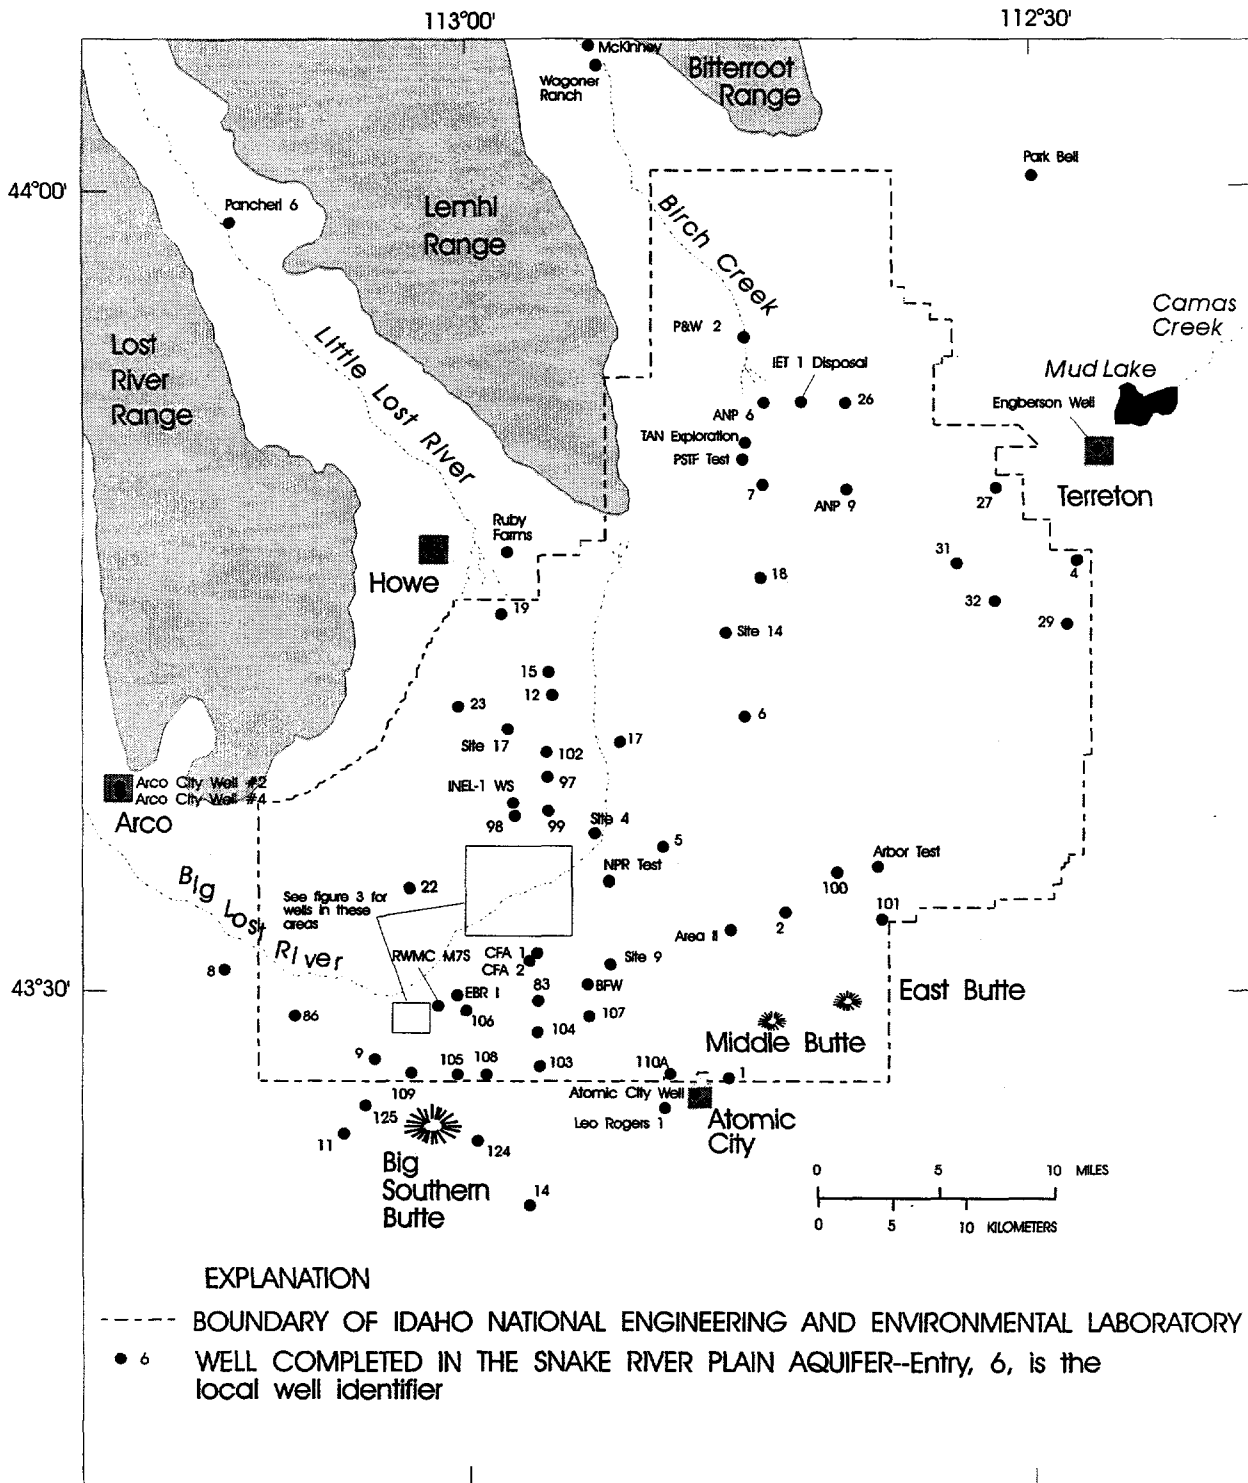 113°00'
112°30'
McKinney
Wagoner
Ranch
Bitterroot
Range
Park Bell
44°00'
Pancheri 6
Lemhi
Range
Birch Creek
Camas
Creek
P&W 2
Lost
River
Range
Little Lost River
IET 1 Disposal
Mud Lake
Engberson Well
ANP 6
26
TAN Exploration
PSTF Test
7
ANP 9
27
Terreton
Ruby
Farms
Howe
31
4
18
32
29
19
Site 14
15
12
23
6
Site 17
17
102
97
INEL-1 WS
Arco City Well #2
Arco City Well #4
Arco
98
99
Site 4
5
NPR Test
Arbor Test
100
22
See figure 3 for
wells in these
areas
Big Lost River
101
2
Area II
RWMC M7S
CFA 1
CFA 2
Site 9
8
43°30'
EBR I
83
BFW
East Butte
86
106
107
104
Middle Butte
9
105
108
103
110A
1
109
Atomic City Well
Leo Rogers 1
Atomic
City
125
11
124
Big
Southern
Butte
14
0 5 10 MILES
0 5 10 KILOMETERS
EXPLANATION
BOUNDARY OF IDAHO NATIONAL ENGINEERING AND ENVIRONMENTAL LABORATORY
6 WELL COMPLETED IN THE SNAKE RIVER PLAIN AQUIFER--Entry, 6, is the
local well identifier